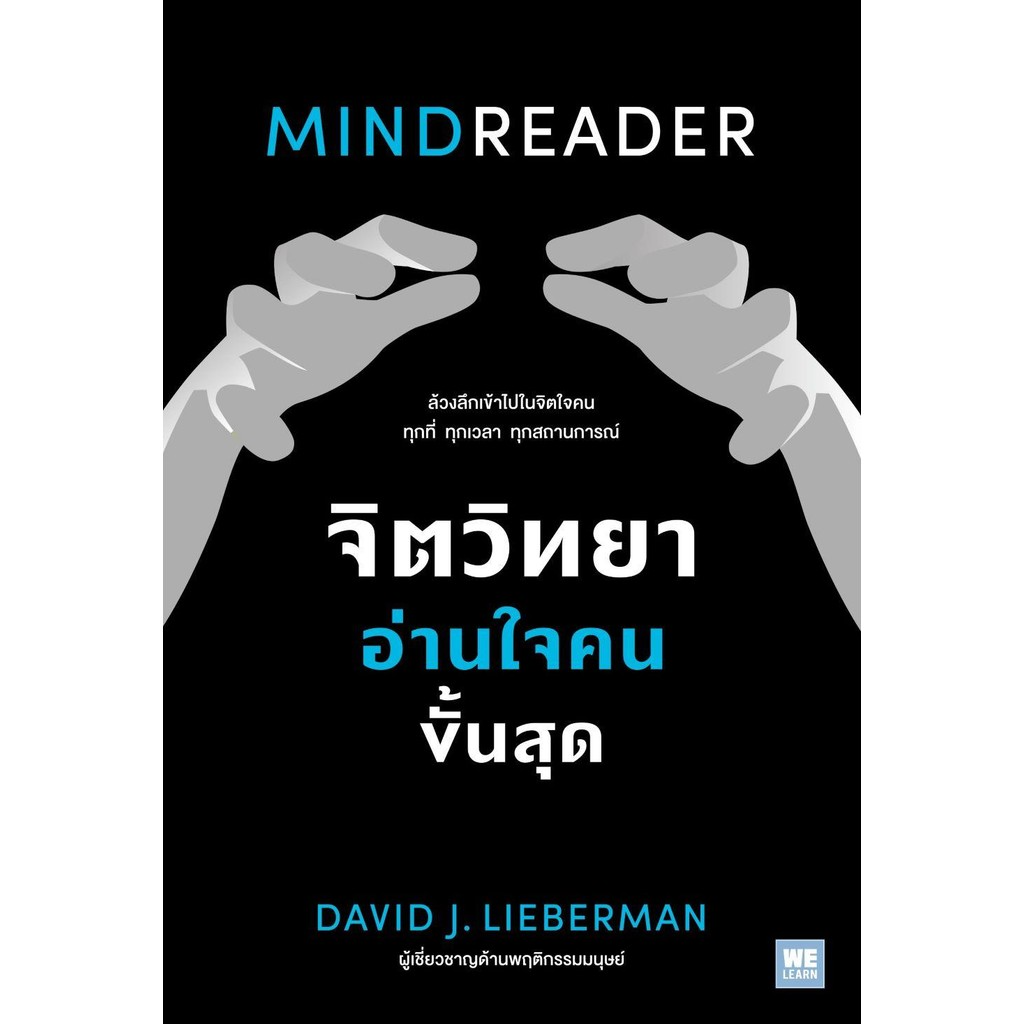 MINDREADER
ล้วงลึกเข้าไปในจิตใจคน
ทุกที่ ทุกเวลา ทุกสถานการณ์
จิตวิทยา
อ่านใจคน
ขั้นสุด
DAVID J. LIEBERMAN
ผู้เชี่ยวชาญด้านพฤติกรรมมนุษย์
WE
LEARN